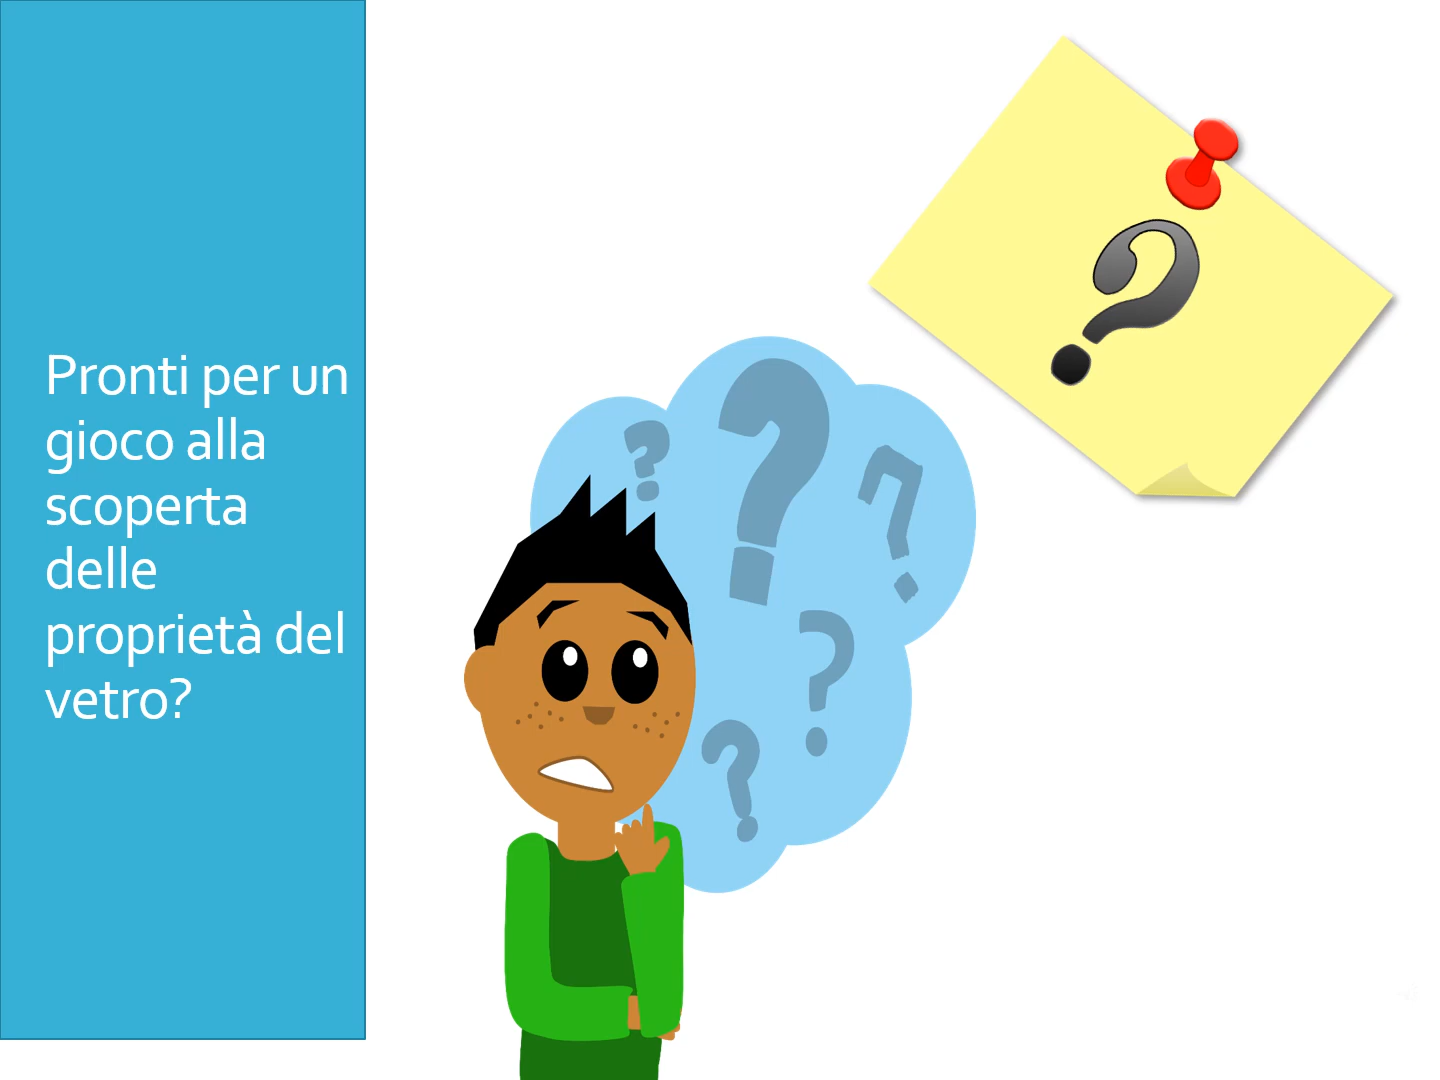 Pronti per un
gioco alla
scoperta
delle
proprietà del
vetro?
?
?
?
?
?
?